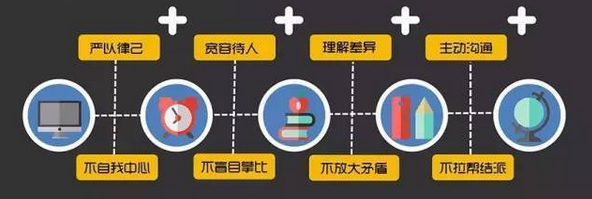 严以律己
宽容待人
理解差异
主动沟通
不自我中心
不盲目攀比
不放大矛盾
不拉帮结派